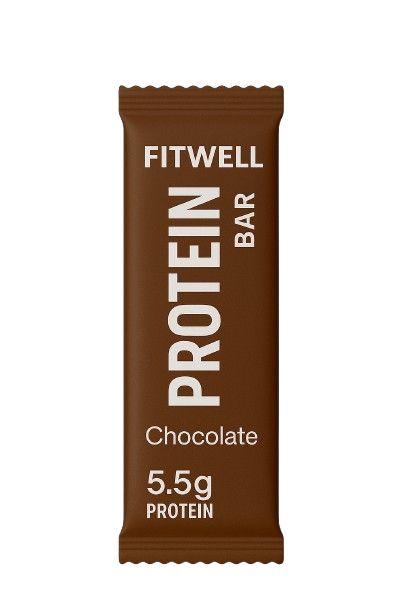 FITWELL
PROTEIN
BAR
Chocolate
5.5g
PROTEIN